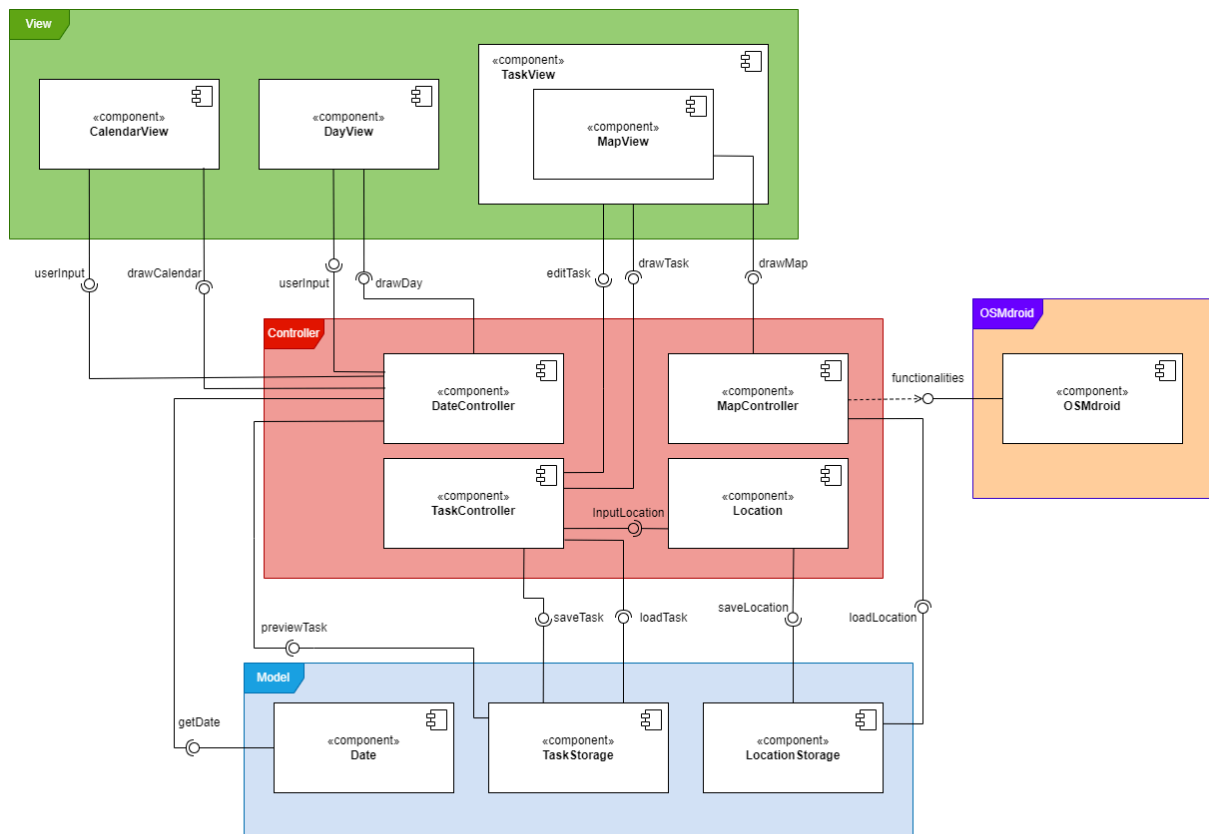 View
«component»
TaskView
«component»
CalendarView
«component»
DayView
«component»
MapView
userInput
drawCalendar
userInput
drawDay
editTask
drawTask
drawMap
Controller
OSMdroid
«component»
DateController
«component»
MapController
functionalities
«component»
OSMdroid
«component»
TaskController
InputLocation
«component»
Location
previewTask
saveTask
loadTask
saveLocation
loadLocation
Model
getDate
«component»
Date
«component»
TaskStorage
«component»
LocationStorage